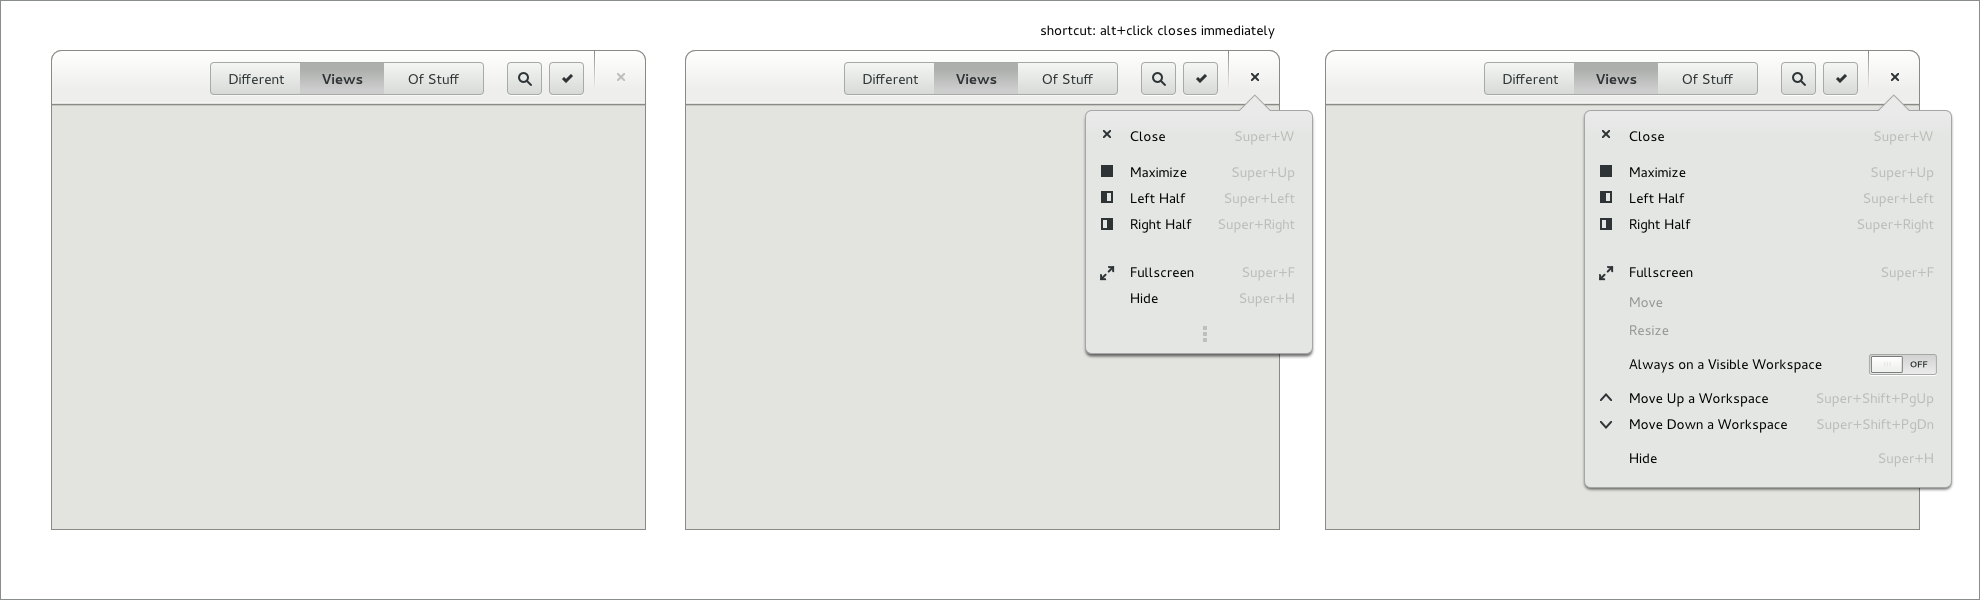 shortcut: alt+click closes immediately
Different Views Of Stuff
Different Views Of Stuff
Close Super+W
Maximize Super+Up
Left Half Super+Left
Right Half Super+Right
Fullscreen Super+F
Hide Super+H
Different Views Of Stuff
Close Super+W
Maximize Super+Up
Left Half Super+Left
Right Half Super+Right
Fullscreen Super+F
Move
Resize
Always on a Visible Workspace OFF
Move Up a Workspace Super+Shift+PgUp
Move Down a Workspace Super+Shift+PgDn
Hide Super+H